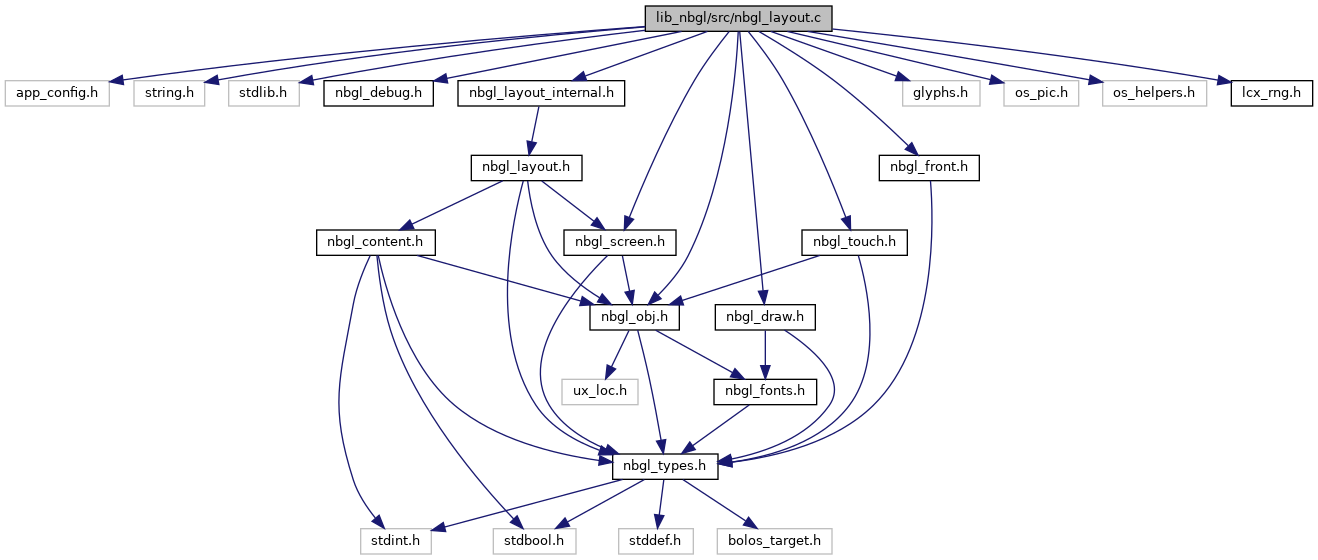 lib_nbgl/src/nbgl_layout.c
app_config.h
string.h
stdlib.h
nbgl_debug.h
nbgl_layout_internal.h
glyphs.h
os_pic.h
os_helpers.h
lcx_rng.h
nbgl_layout.h
nbgl_front.h
nbgl_content.h
nbgl_screen.h
nbgl_touch.h
nbgl_obj.h
nbgl_draw.h
ux_loc.h
nbgl_fonts.h
nbgl_types.h
stdint.h
stdbool.h
stddef.h
bolos_target.h